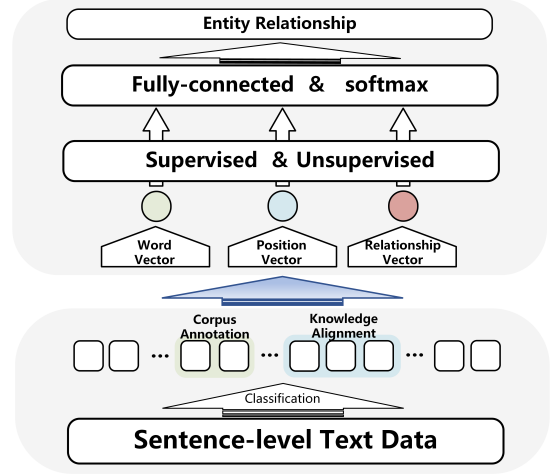 Entity Relationship
Fully-connected & softmax
Supervised & Unsupervised
Word
Vector
Position
Vector
Relationship
Vector
Corpus
Annotation
Knowledge
Alignment
... ... ...
Classification
Sentence-level Text Data